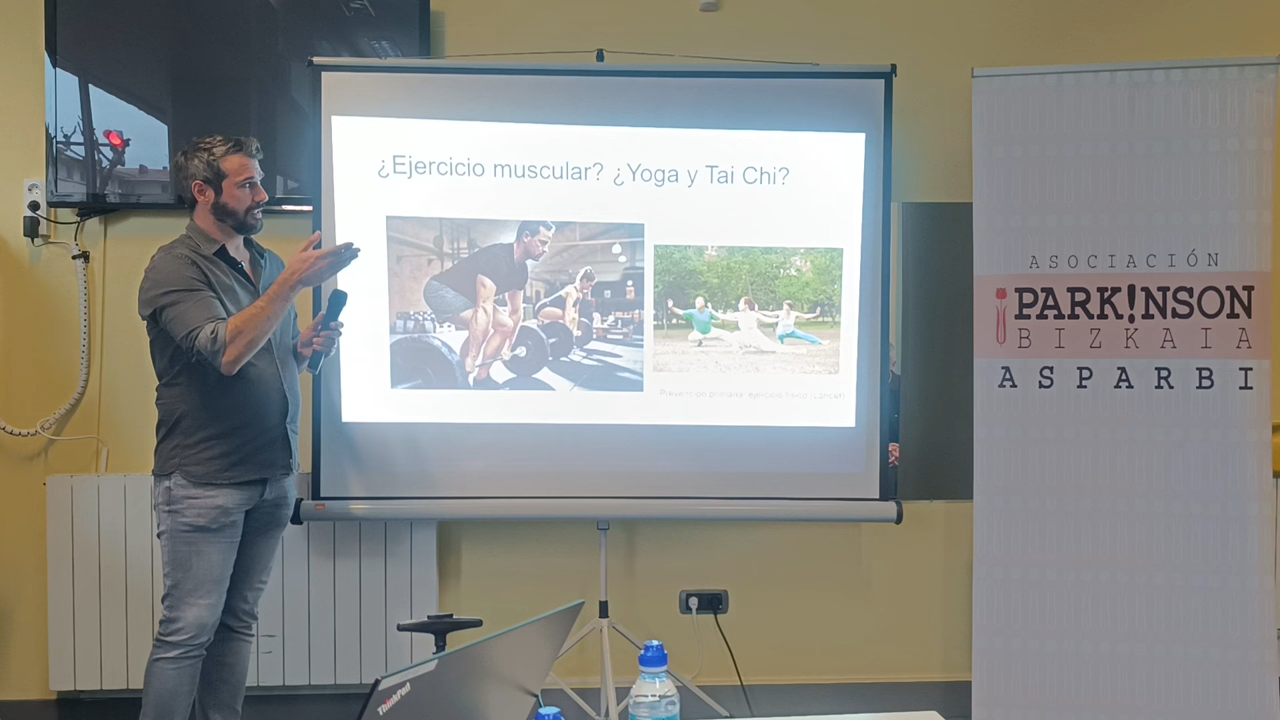 ¿Ejercicio muscular? ¿Yoga y Tai Chi?
ASOCIACIÓN
PARK!NSON
BIZKAIA
ASPARBI
ThinkPad